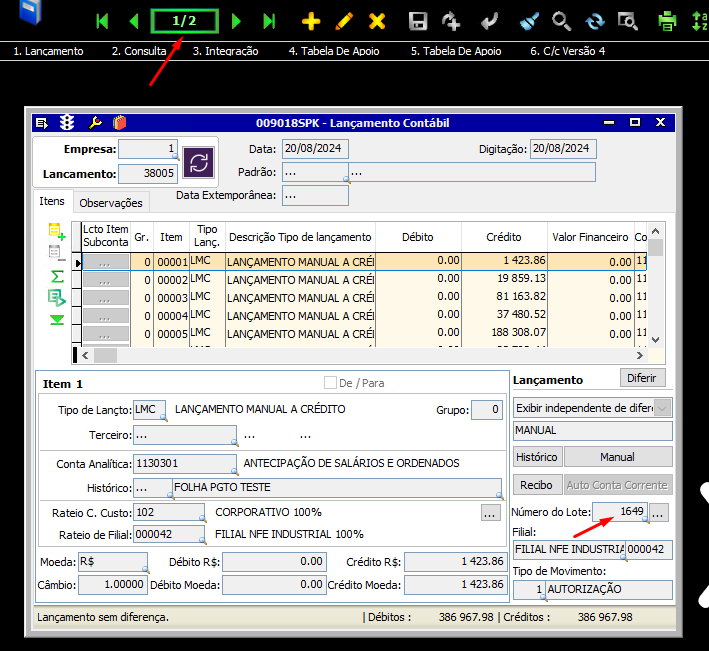 1/2
1. Lançamento 2. Consulta 3. Integração 4. Tabela De Apoio 5. Tabela De Apoio 6. C/c Versão 4
009018SPK - Lançamento Contábil
Empresa: 1 Data: 20/08/2024 Digitação: 20/08/2024
Lançamento: 38005 Padrão: ... ...
Data Extemporânea: ...
Itens Observações
Lcto Item Subconta Gr. Item Tipo Lanç. Descrição Tipo de lançamento Débito Crédito Valor Financeiro Co
... 0 00001 LMC LANÇAMENTO MANUAL A CRÉI 0.00 1 423.86 0.00 11
... 0 00002 LMC LANÇAMENTO MANUAL A CRÉI 0.00 19 859.13 0.00 11
... 0 00003 LMC LANÇAMENTO MANUAL A CRÉI 0.00 81 163.82 0.00 11
... 0 00004 LMC LANÇAMENTO MANUAL A CRÉI 0.00 37 480.52 0.00 11
... 0 00005 LMC LANÇAMENTO MANUAL A CRÉI 0.00 188 308.07 0.00 11
Item 1 De / Para
Tipo de Lançto: LMC LANÇAMENTO MANUAL A CRÉDITO Grupo: 0
Terceiro: ... ... ...
Conta Analítica: 1130301 ANTECIPAÇÃO DE SALÁRIOS E ORDENADOS
Histórico: ... FOLHA PGTO TESTE
Rateio C. Custo: 102 CORPORATIVO 100% ...
Rateio de Filial: 000042 FILIAL NFE INDUSTRIAL 100%
Moeda: R$ Débito R$: 0.00 Crédito R$: 1 423.86
Câmbio: 1.00000 Débito Moeda: 0.00 Crédito Moeda: 1 423.86
Lançamento Diferir
Exibir independente de difere
MANUAL
Histórico Manual
Recibo Auto Conta Corrente
Número do Lote: 1649 ...
Filial:
FILIAL NFE INDUSTRIA 000042
Tipo de Movimento:
1 AUTORIZAÇÃO
Lançamento sem diferença. | Débitos : 386 967.98 | Créditos : 386 967.98